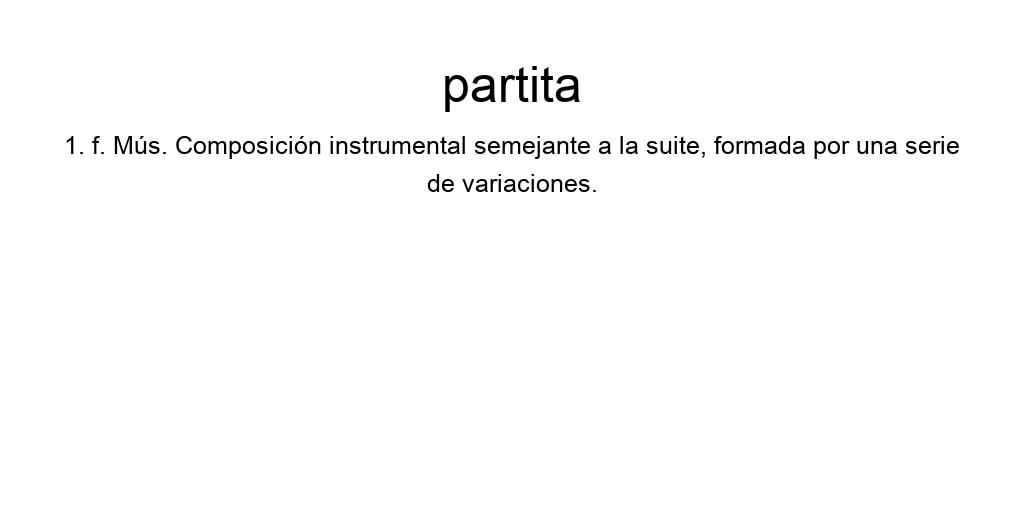 partita
1. f. Mús. Composición instrumental semejante a la suite, formada por una serie
de variaciones.